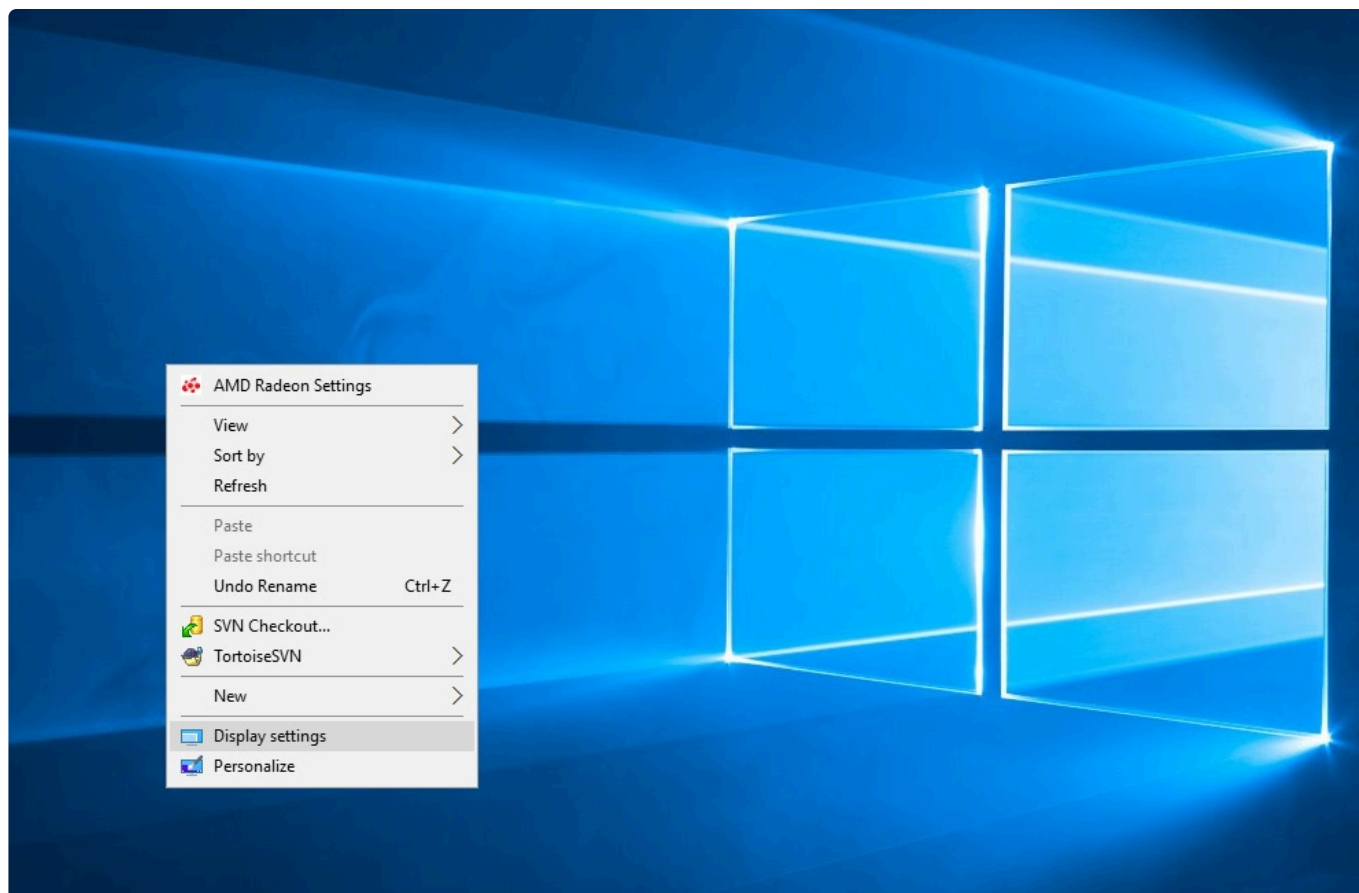 AMD Radeon Settings
View
Sort by
Refresh
Paste
Paste shortcut
Undo Rename Ctrl+Z
SVN Checkout...
TortoiseSVN
New
Display settings
Personalize